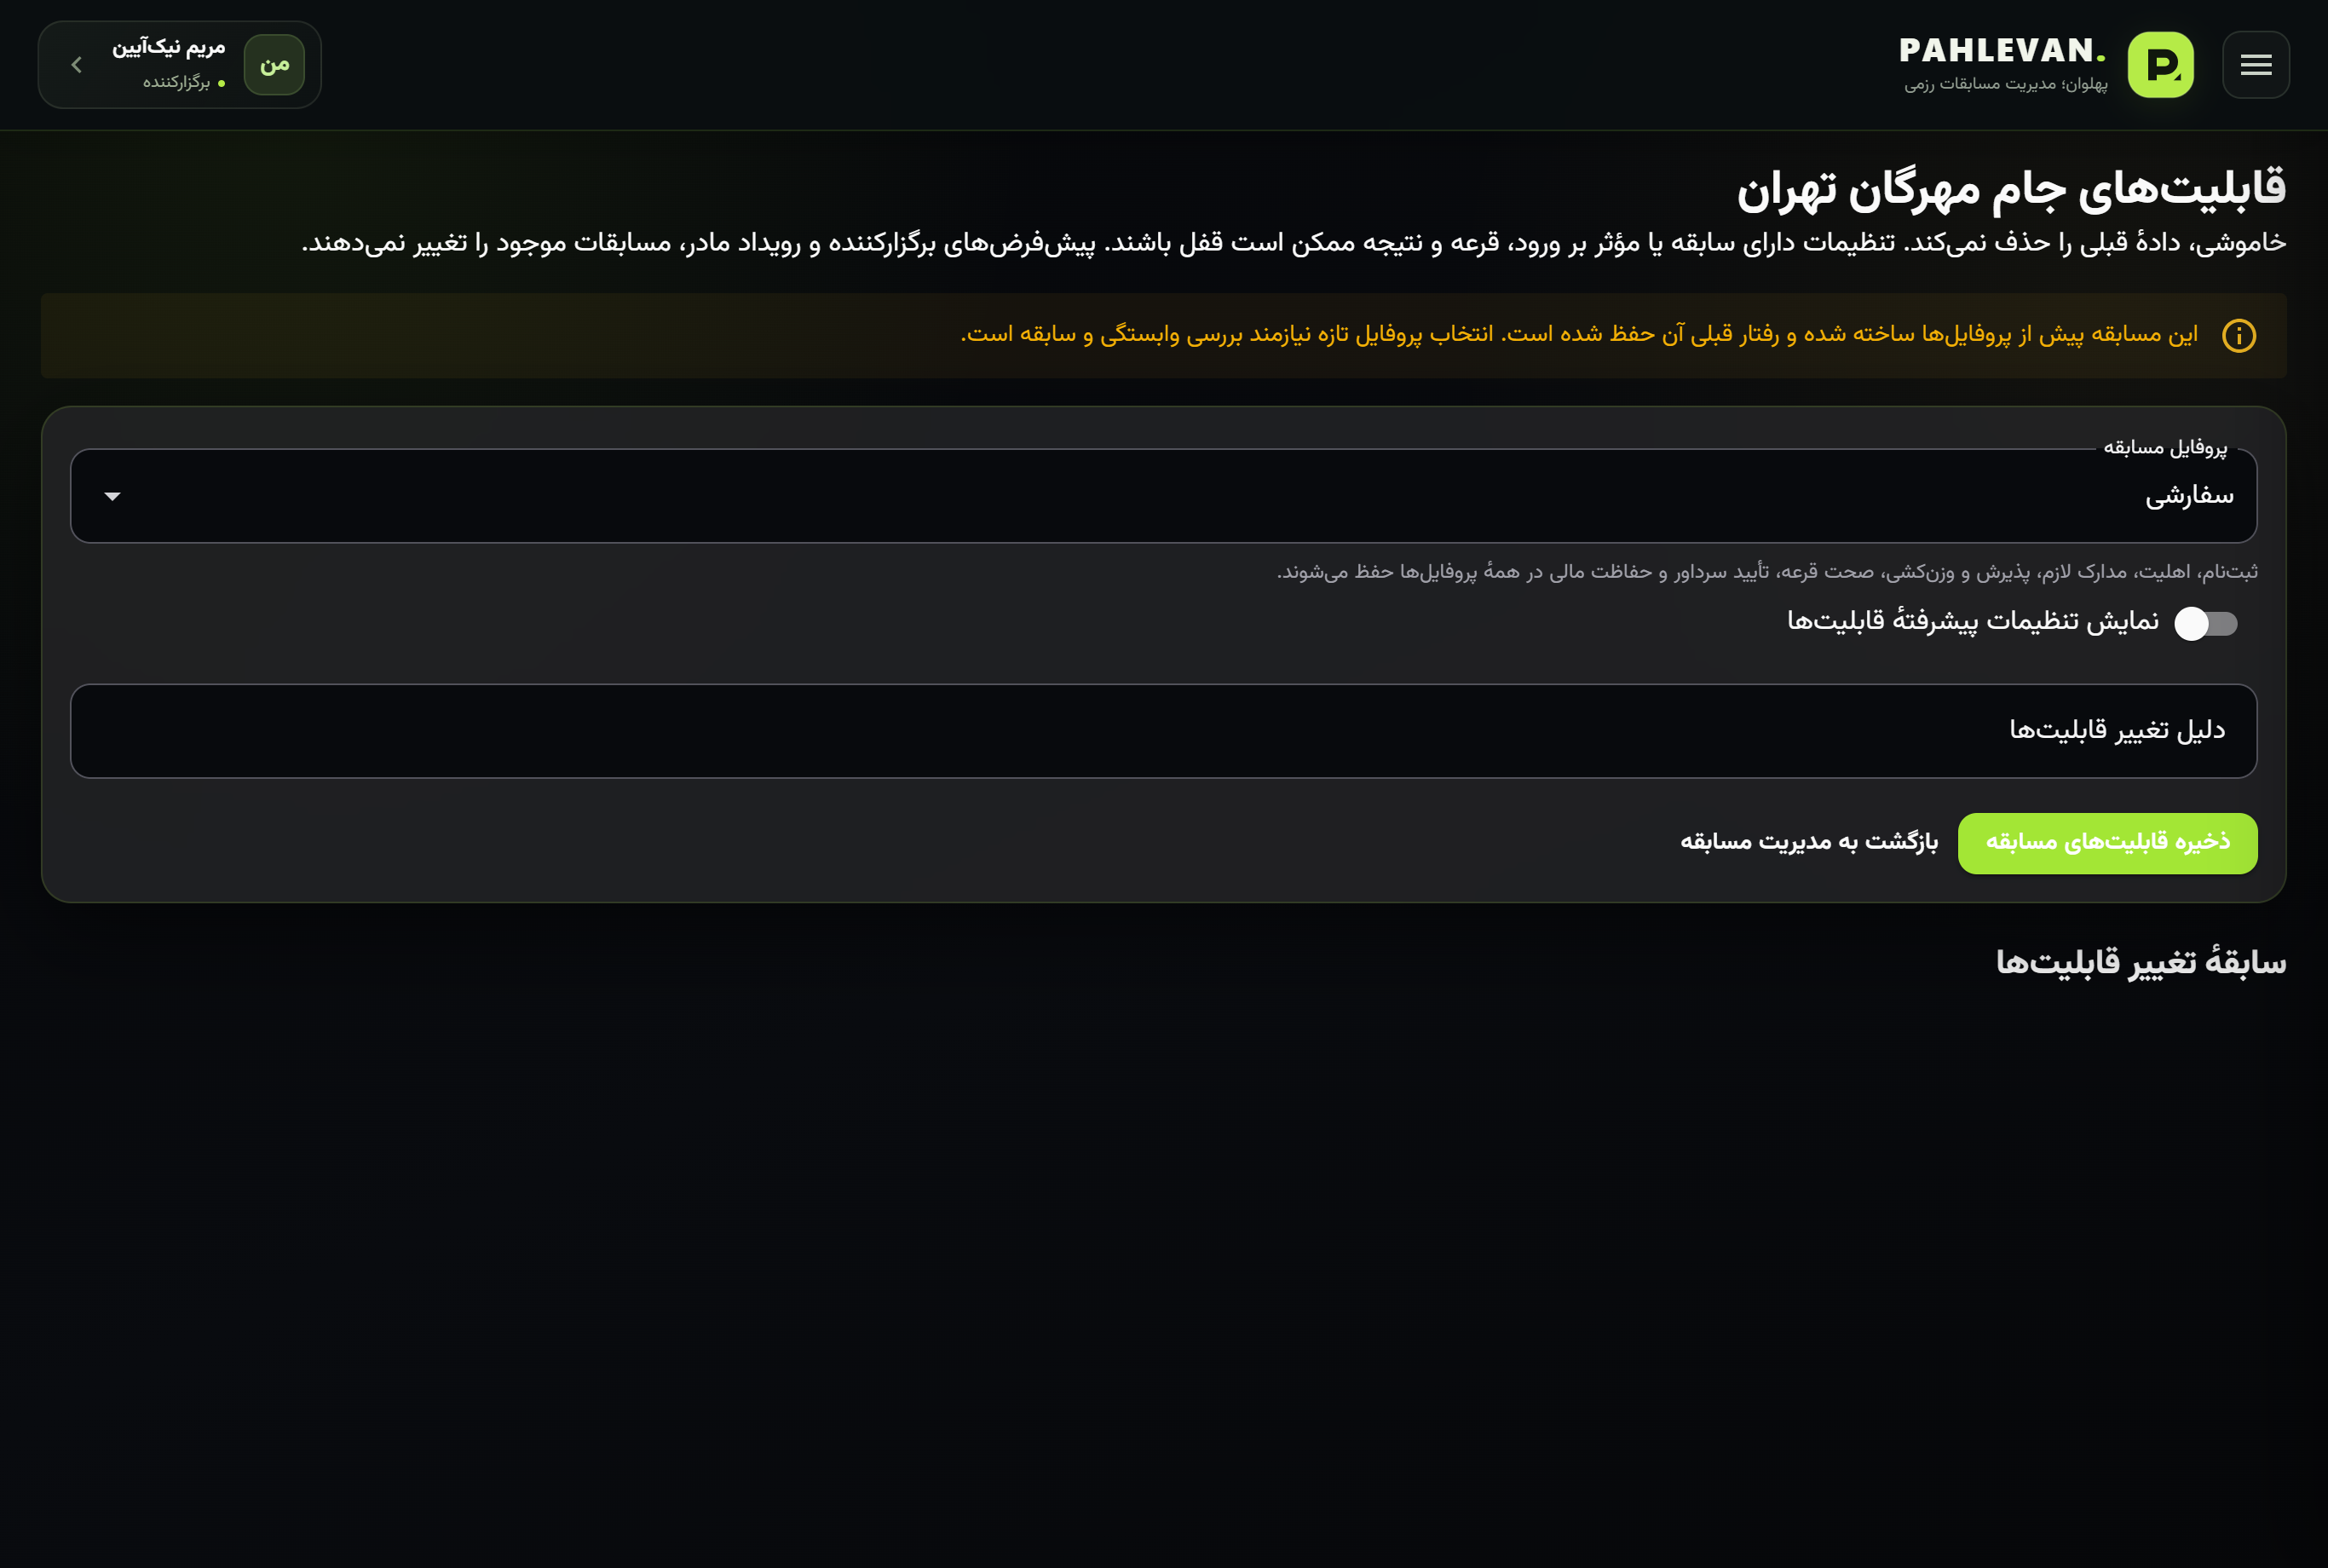 PAHLEVAN.
پهلوان؛ مدیریت مسابقات رزمی
من
مریم نیک‌آیین
برگزارکننده
قابلیت‌های جام مهرگان تهران
خاموشی، دادهٔ قبلی را حذف نمی‌کند. تنظیمات دارای سابقه یا مؤثر بر ورود، قرعه و نتیجه ممکن است قفل باشند. پیش‌فرض‌های برگزارکننده و رویداد مادر، مسابقات موجود را تغییر نمی‌دهند.
این مسابقه پیش از پروفایل‌ها ساخته شده و رفتار قبلی آن حفظ شده است. انتخاب پروفایل تازه نیازمند بررسی وابستگی و سابقه است.
پروفایل مسابقه
سفارشی
ثبت‌نام، اهلیت، مدارک لازم، پذیرش و وزن‌کشی، صحت قرعه، تأیید سرداور و حفاظت مالی در همهٔ پروفایل‌ها حفظ می‌شوند.
نمایش تنظیمات پیشرفتهٔ قابلیت‌ها
دلیل تغییر قابلیت‌ها
ذخیره قابلیت‌های مسابقه
بازگشت به مدیریت مسابقه
سابقهٔ تغییر قابلیت‌ها